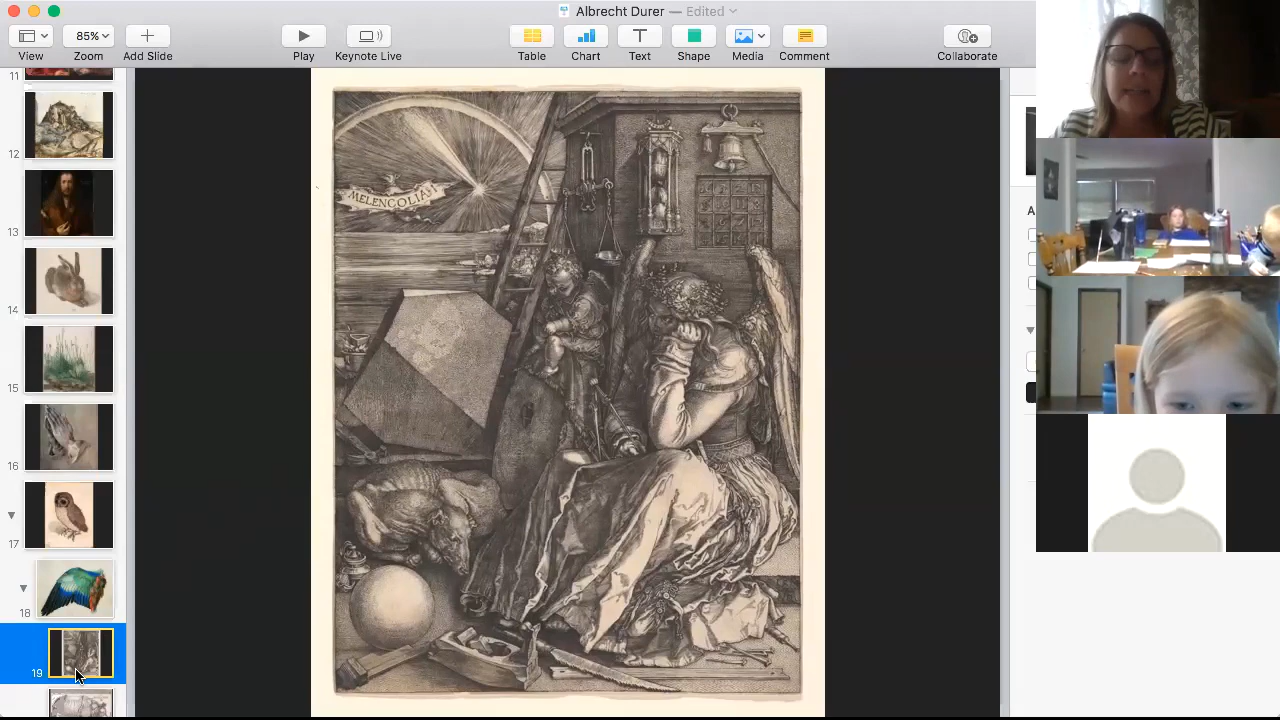 Albrecht Durer — Edited
85%
View
Zoom
Add Slide
Play
Keynote Live
Table
Chart
Text
Shape
Media
Comment
Collaborate
11
12
13
14
15
16
17
18
19
MELENCOLIA
A